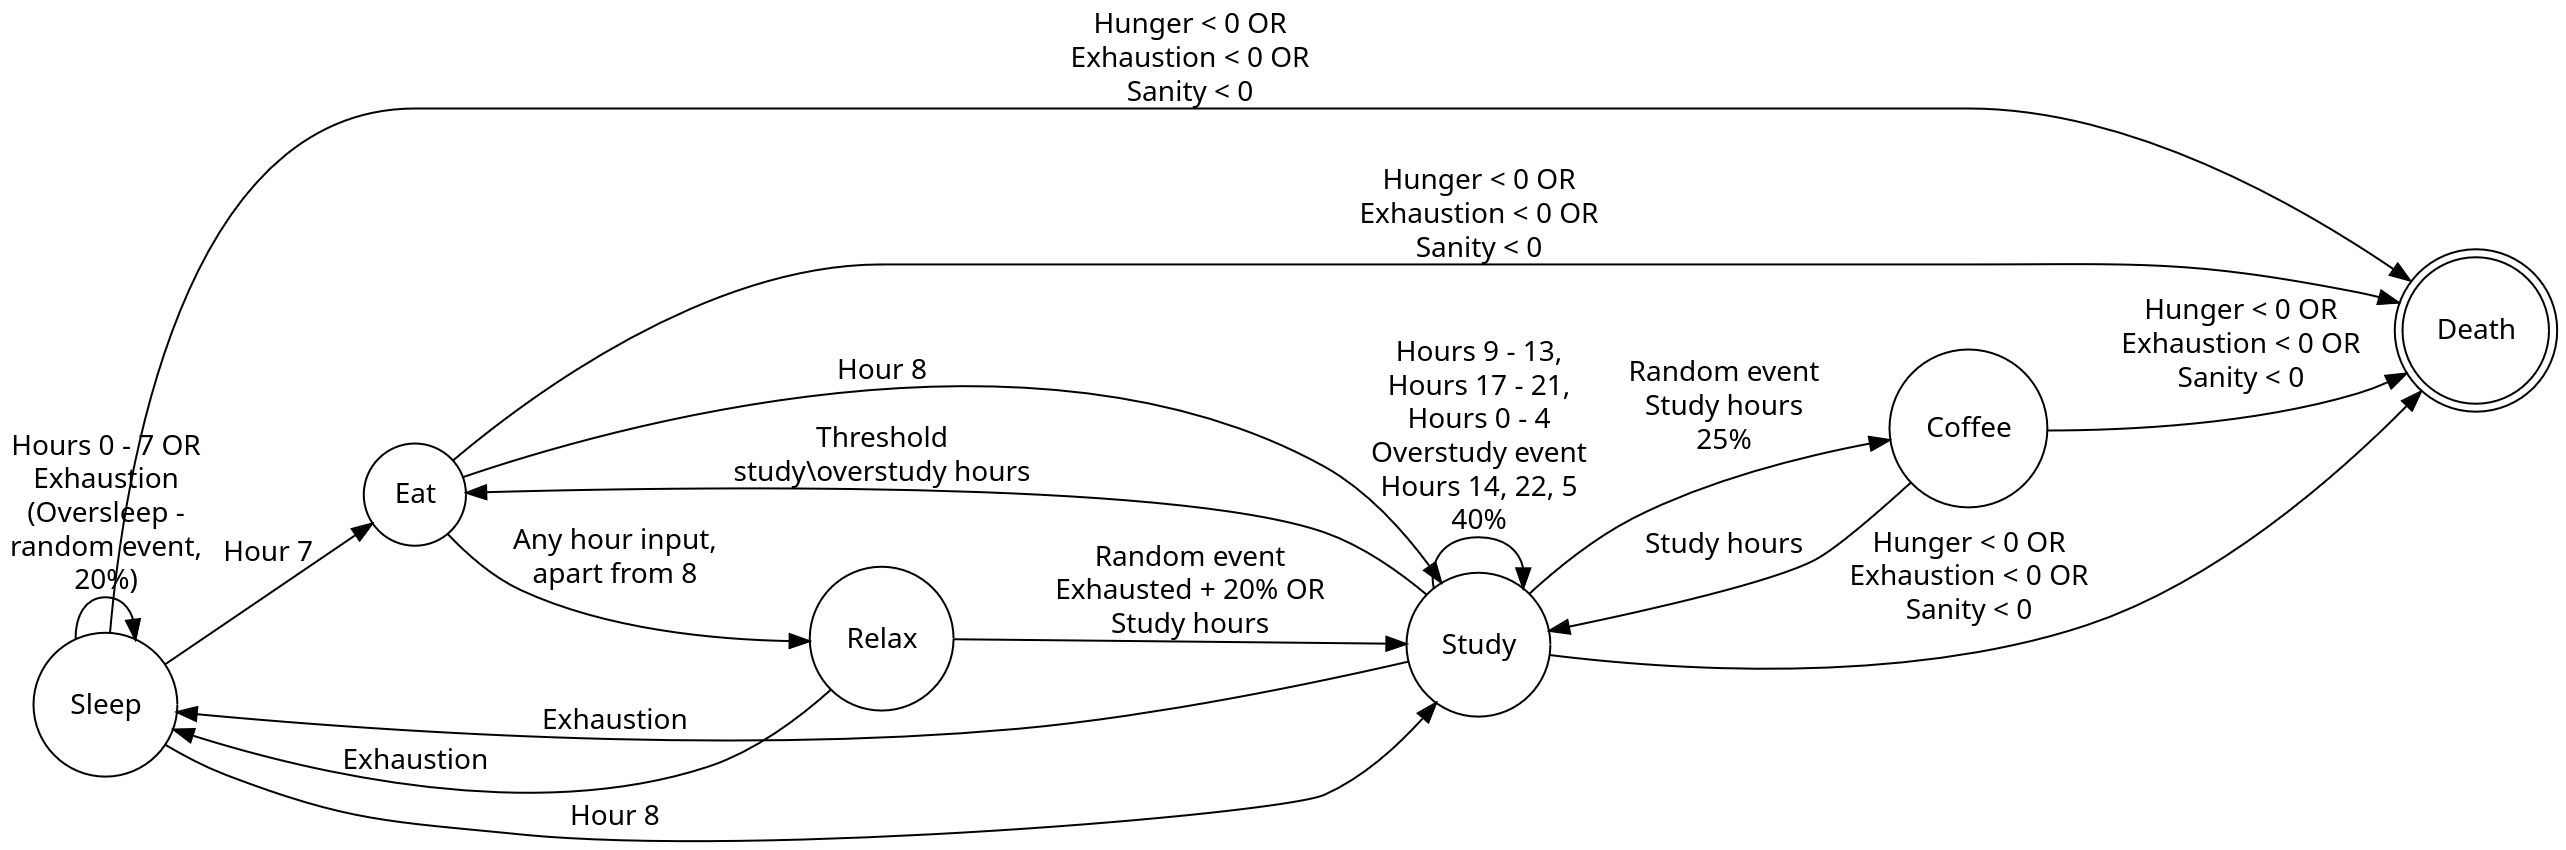 Hunger < 0 OR
Exhaustion < 0 OR
Sanity < 0
Hunger < 0 OR
Exhaustion < 0 OR
Sanity < 0
Hunger < 0 OR
Exhaustion < 0 OR
Sanity < 0
Death
Hour 8
Hours 9 - 13,
Hours 17 - 21,
Hours 0 - 4
Overstudy event
Hours 14, 22, 5
40%
Random event
Study hours
25%
Coffee
Threshold
study\overstudy hours
Hours 0 - 7 OR
Exhaustion
(Oversleep -
random event,
20%)
Hour 7
Eat
Any hour input,
apart from 8
Random event
Exhausted + 20% OR
Study hours
Study hours
Hunger < 0 OR
Exhaustion < 0 OR
Sanity < 0
Relax
Study
Sleep
Exhaustion
Exhaustion
Hour 8